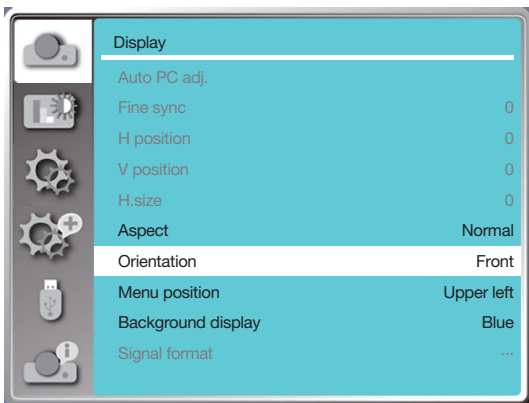 Display
Auto PC adj.
Fine sync 0
H position 0
V position 0
H.size 0
Aspect Normal
Orientation Front
Menu position Upper left
Background display Blue
Signal format ...